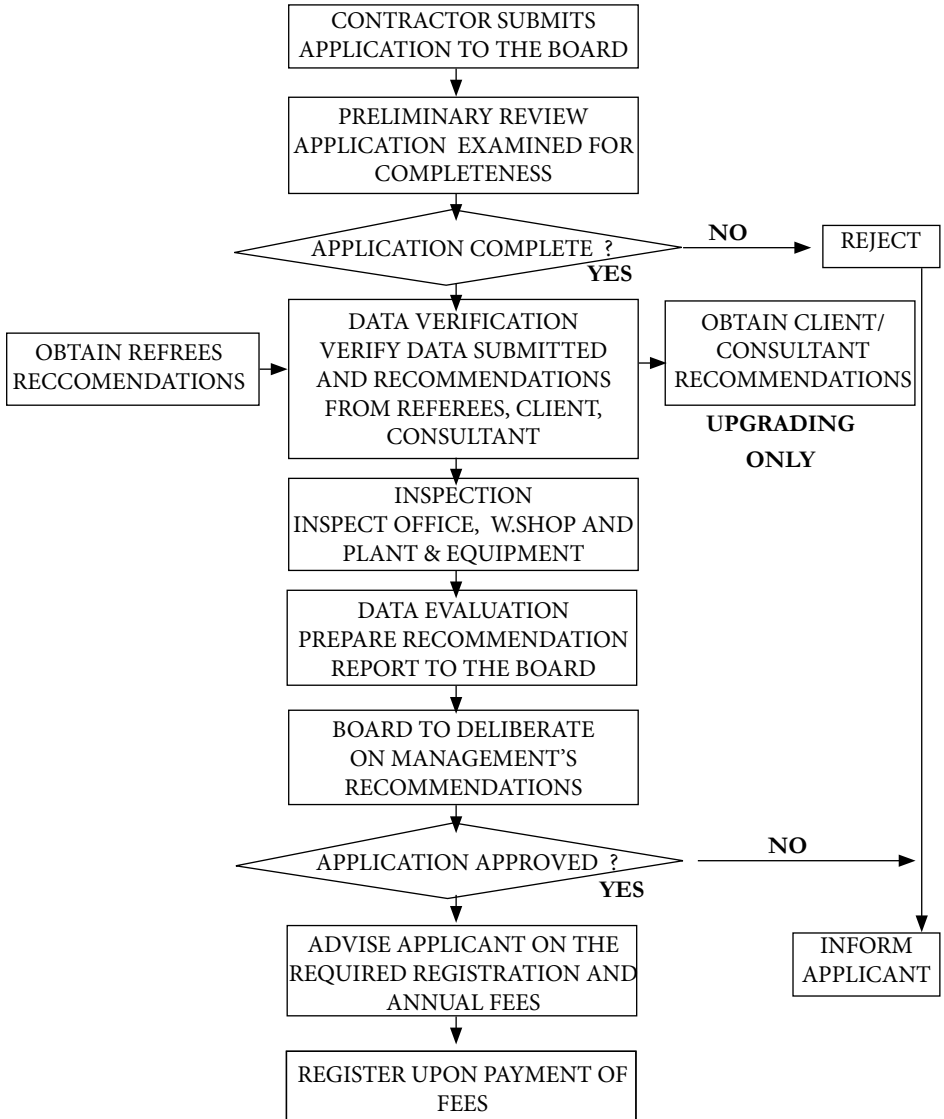 CONTRACTOR SUBMITS
APPLICATION TO THE BOARD
PRELIMINARY REVIEW
APPLICATION EXAMINED FOR
COMPLETENESS
APPLICATION COMPLETE ?
NO
YES
REJECT
OBTAIN REFREES
RECCOMENDATIONS
DATA VERIFICATION
VERIFY DATA SUBMITTED
AND RECOMMENDATIONS
FROM REFEREES, CLIENT,
CONSULTANT
OBTAIN CLIENT/
CONSULTANT
RECOMMENDATIONS
UPGRADING
ONLY
INSPECTION
INSPECT OFFICE, W.SHOP AND
PLANT & EQUIPMENT
DATA EVALUATION
PREPARE RECOMMENDATION
REPORT TO THE BOARD
BOARD TO DELIBERATE
ON MANAGEMENT'S
RECOMMENDATIONS
APPLICATION APPROVED ?
NO
YES
ADVISE APPLICANT ON THE
REQUIRED REGISTRATION AND
ANNUAL FEES
INFORM
APPLICANT
REGISTER UPON PAYMENT OF
FEES